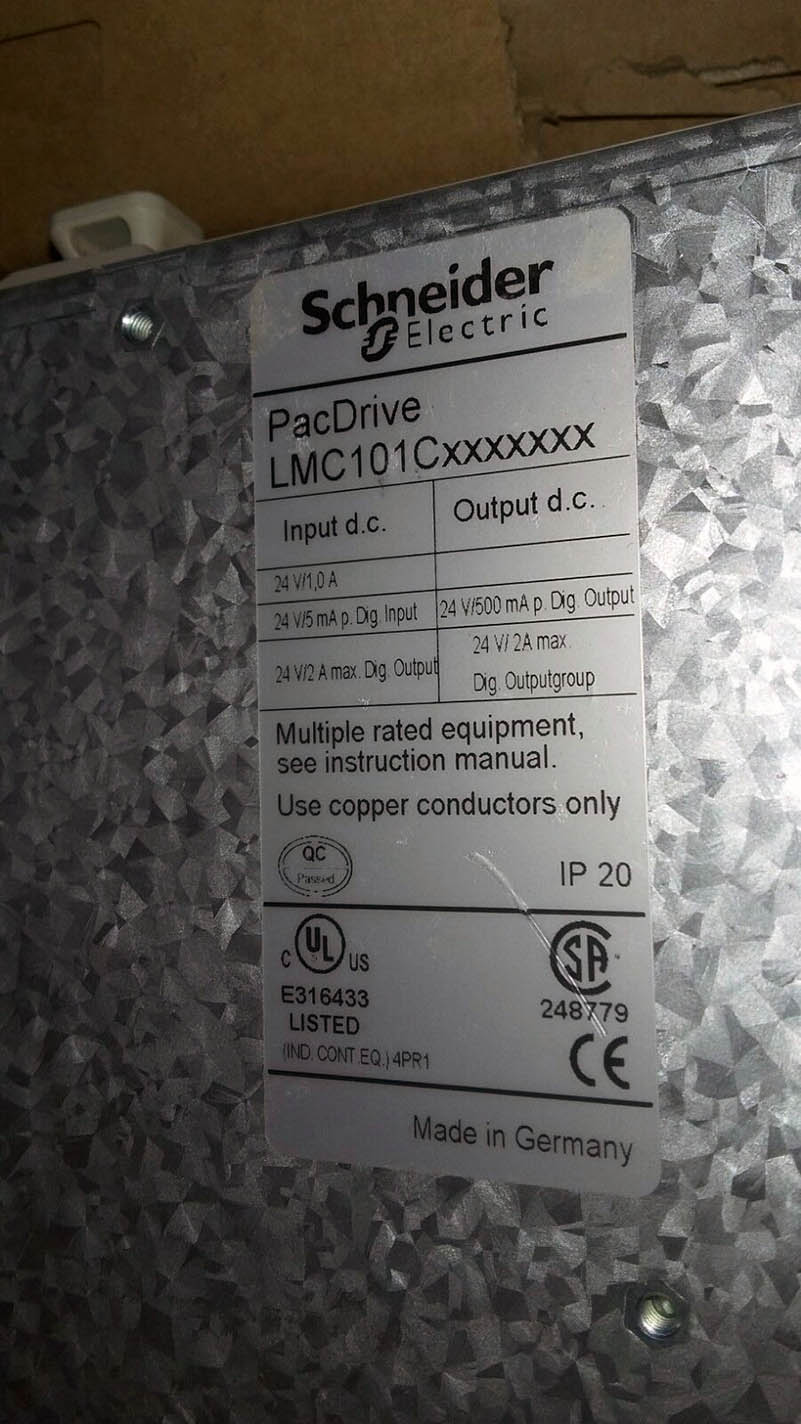 Schneider
Electric
PacDrive
LMC101Cxxxxxxx
Input d.c. Output d.c.
24 V/1,0 A
24 V/5 mA p. Dig. Input 24 V/500 mA p. Dig. Output
24 V/2 A max. Dig. Output 24 V/ 2A max.
Dig. Outputgroup
Multiple rated equipment,
see instruction manual.
Use copper conductors only
QC
Passed
IP 20
C UL US
SA
E316433
248779
LISTED
(IND. CONT.EQ.) 4PR1
CE
Made in Germany